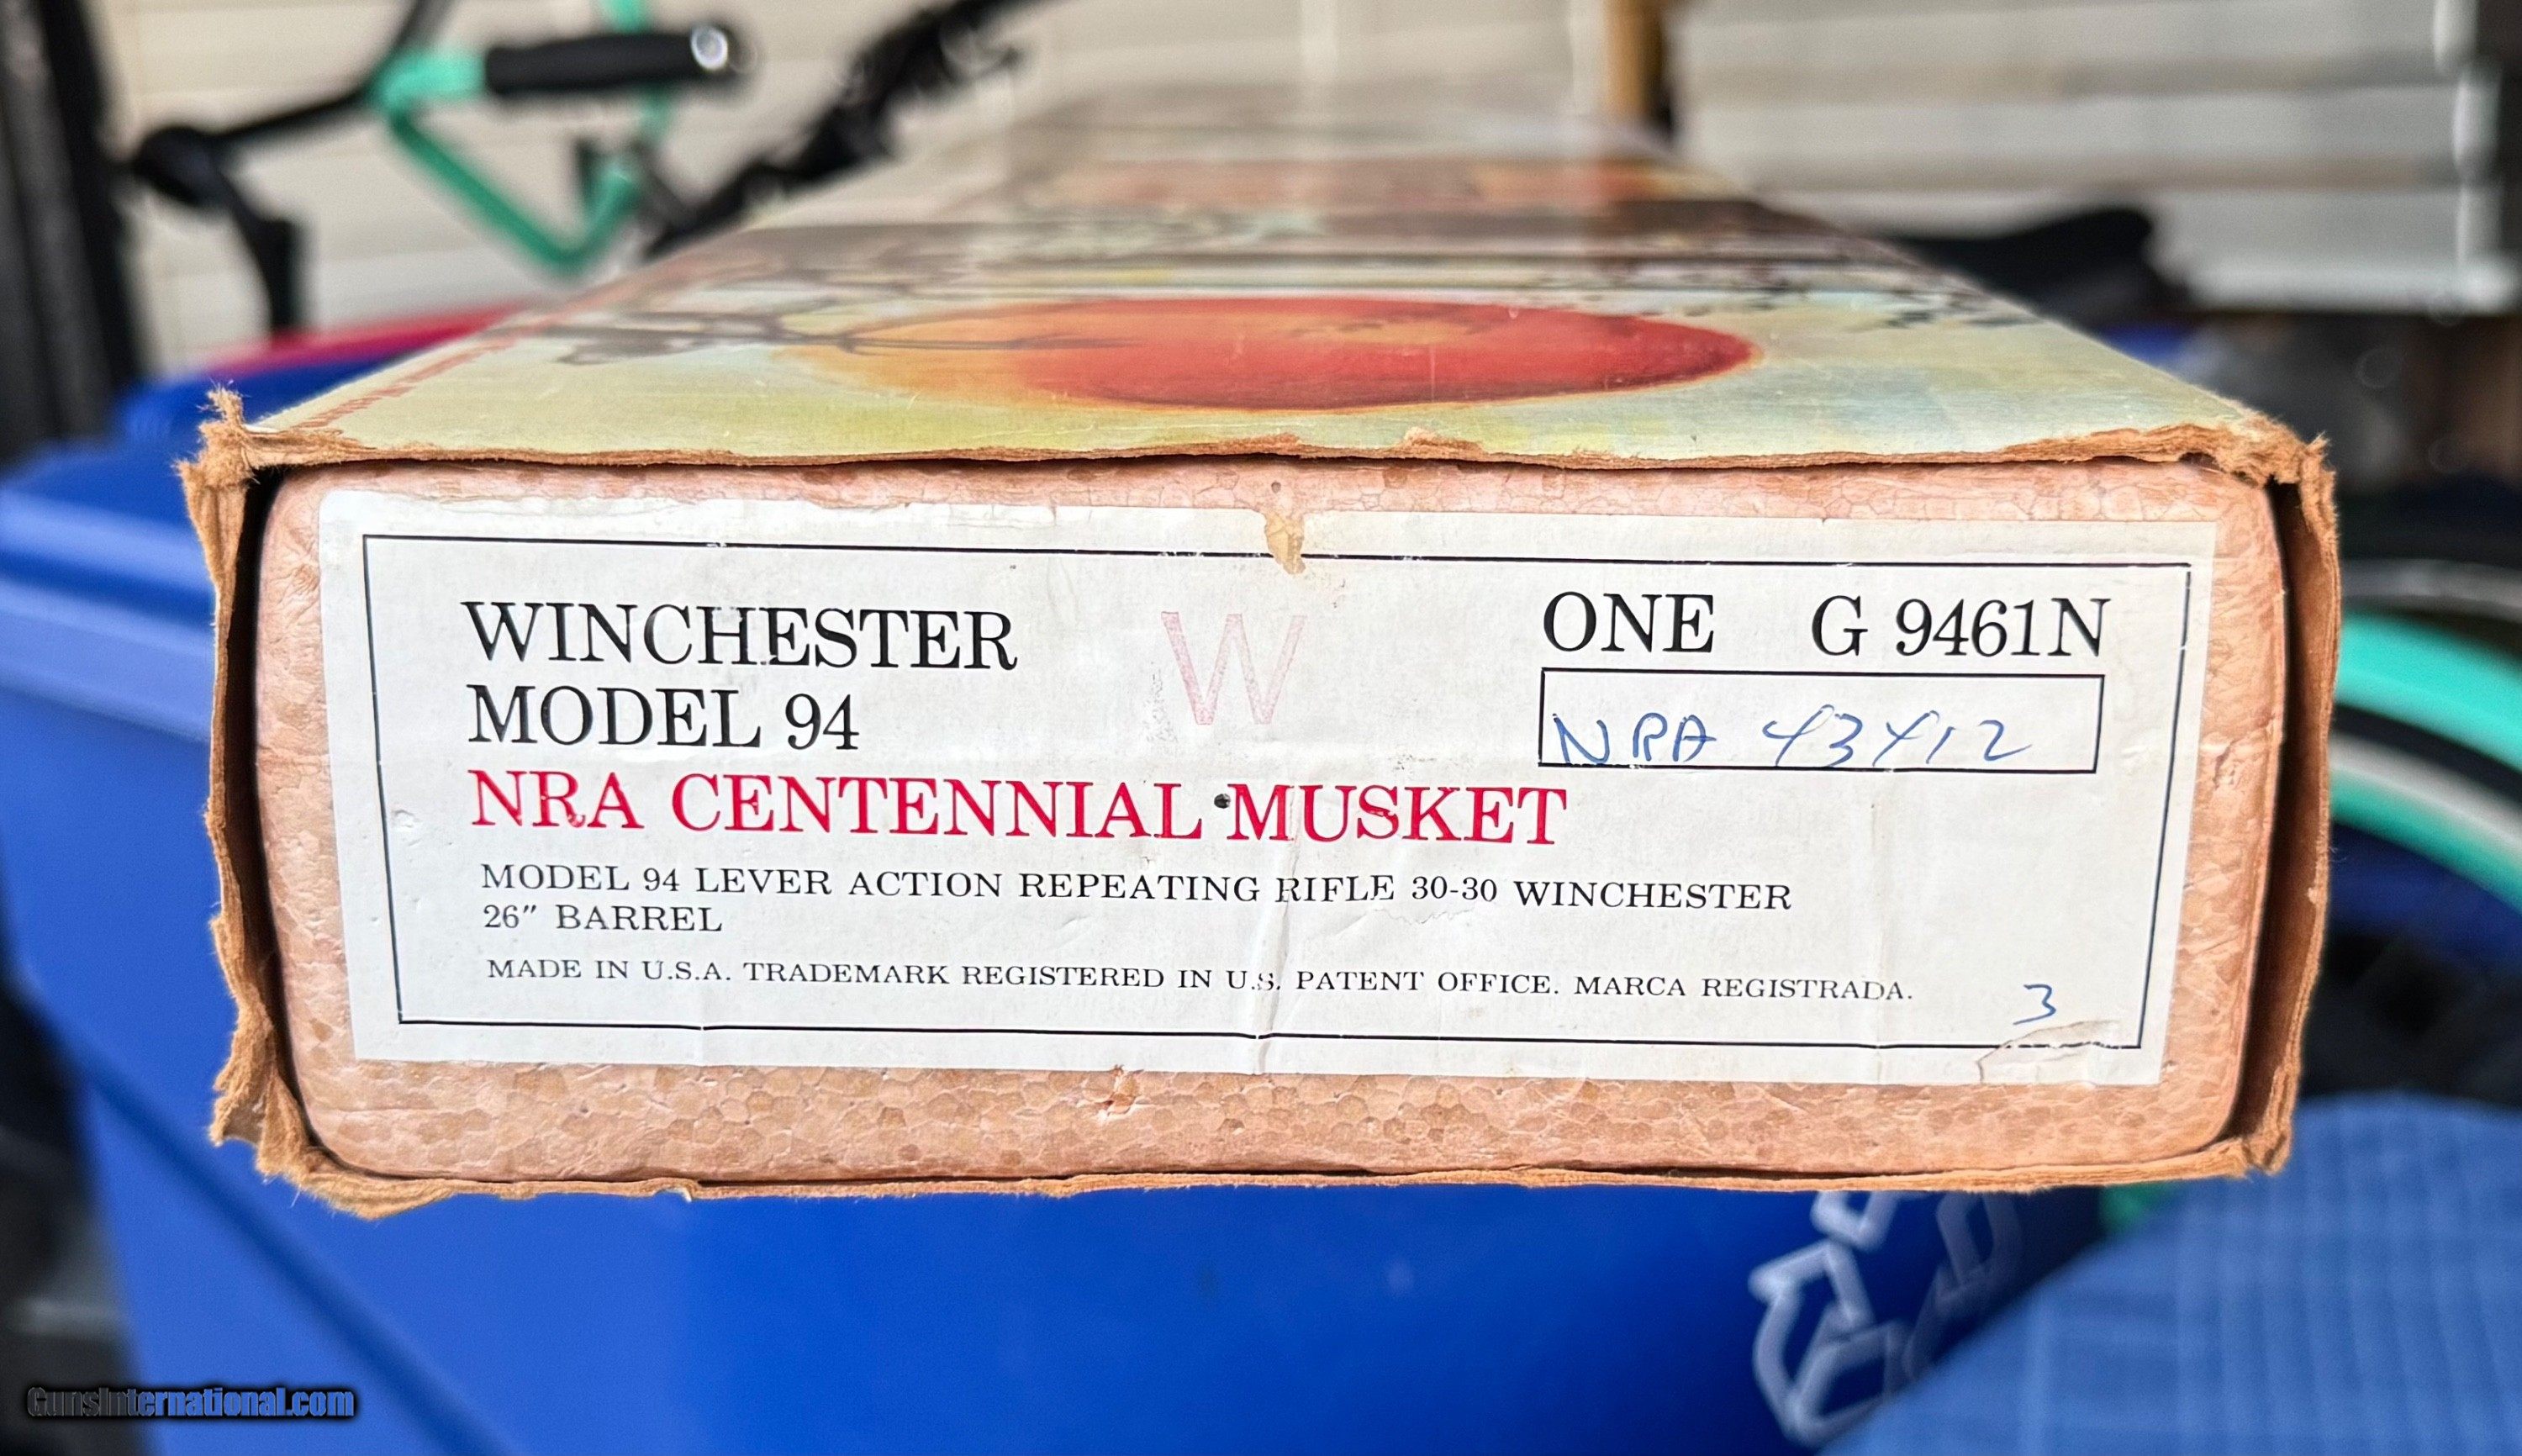 WINCHESTER
MODEL 94
W
ONE G 9461N
NRA 43412
NRA CENTENNIAL MUSKET
MODEL 94 LEVER ACTION REPEATING RIFLE 30-30 WINCHESTER
26″ BARREL
MADE IN U.S.A. TRADEMARK REGISTERED IN U.S. PATENT OFFICE. MARCA REGISTRADA.
3
GunsInternational.com